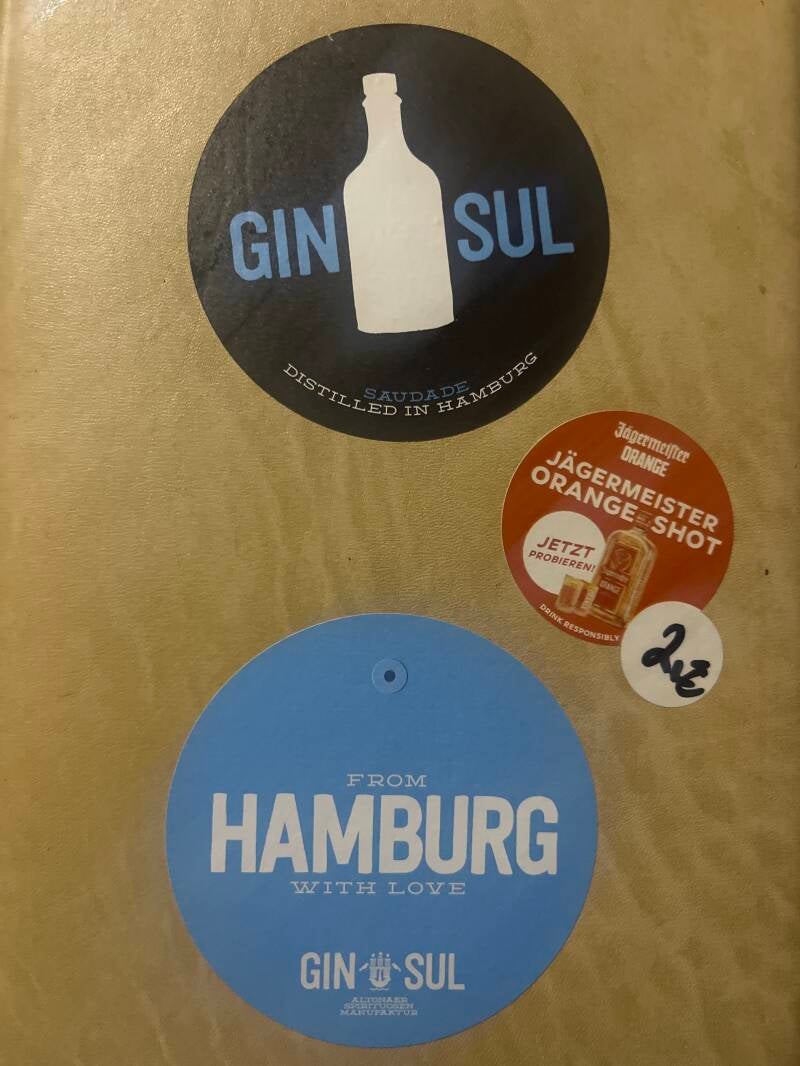 GIN SUL
SAUDADE
DISTILLED IN HAMBURG
Jägermeister
ORANGE
JÄGERMEISTER
ORANGE SHOT
JETZT
PROBIEREN!
ORANGE
DRINK RESPONSIBLY
FROM
HAMBURG
WITH LOVE
GIN SUL
ALTONAER
SPIRITUOSEN
MANUFAKTUR